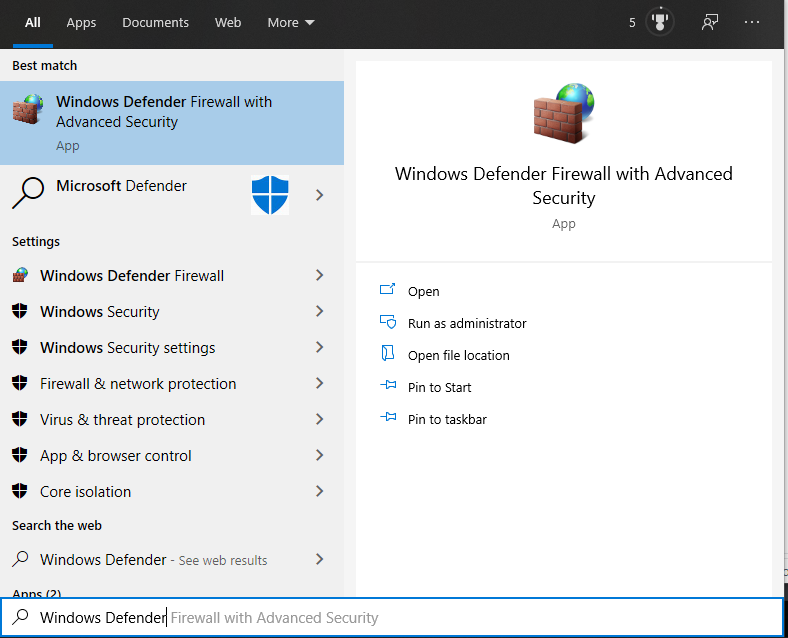 All Apps Documents Web More 5 ...
Best match
Windows Defender Firewall with
Advanced Security
App
Microsoft Defender
Settings
Windows Defender Firewall
Windows Security
Windows Security settings
Firewall & network protection
Virus & threat protection
App & browser control
Core isolation
Search the web
Windows Defender - See web results
Apps (2)
Windows Defender Firewall with Advanced
Security
App
Open
Run as administrator
Open file location
Pin to Start
Pin to taskbar
Windows Defender Firewall with Advanced Security